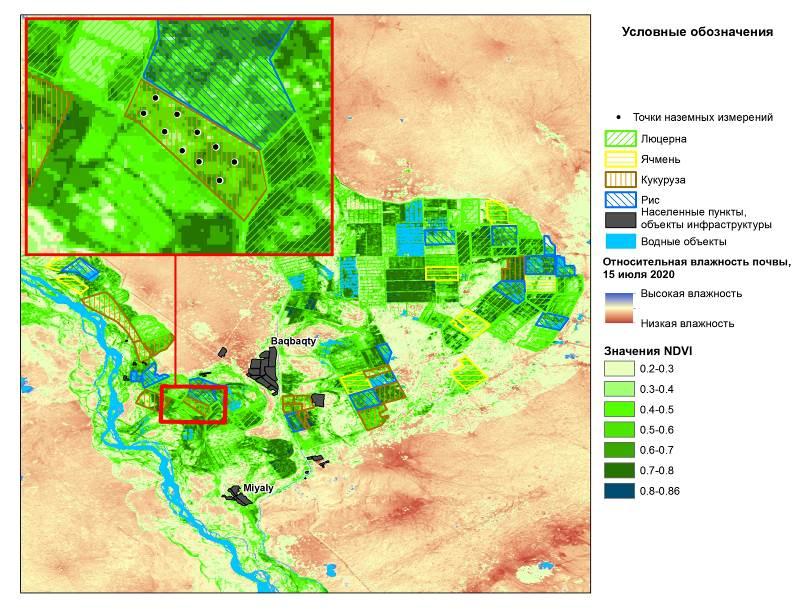 Условные обозначения
Точки наземных измерений
Люцерна
Ячмень
Кукуруза
Рис
Населенные пункты,
объекты инфраструктуры
Водные объекты
Относительная влажность почвы,
15 июля 2020
Высокая влажность
Низкая влажность
Значения NDVI
0.2-0.3
0.3-0.4
0.4-0.5
0.5-0.6
0.6-0.7
0.7-0.8
0.8-0.86
Baqbaqty
Miyaly